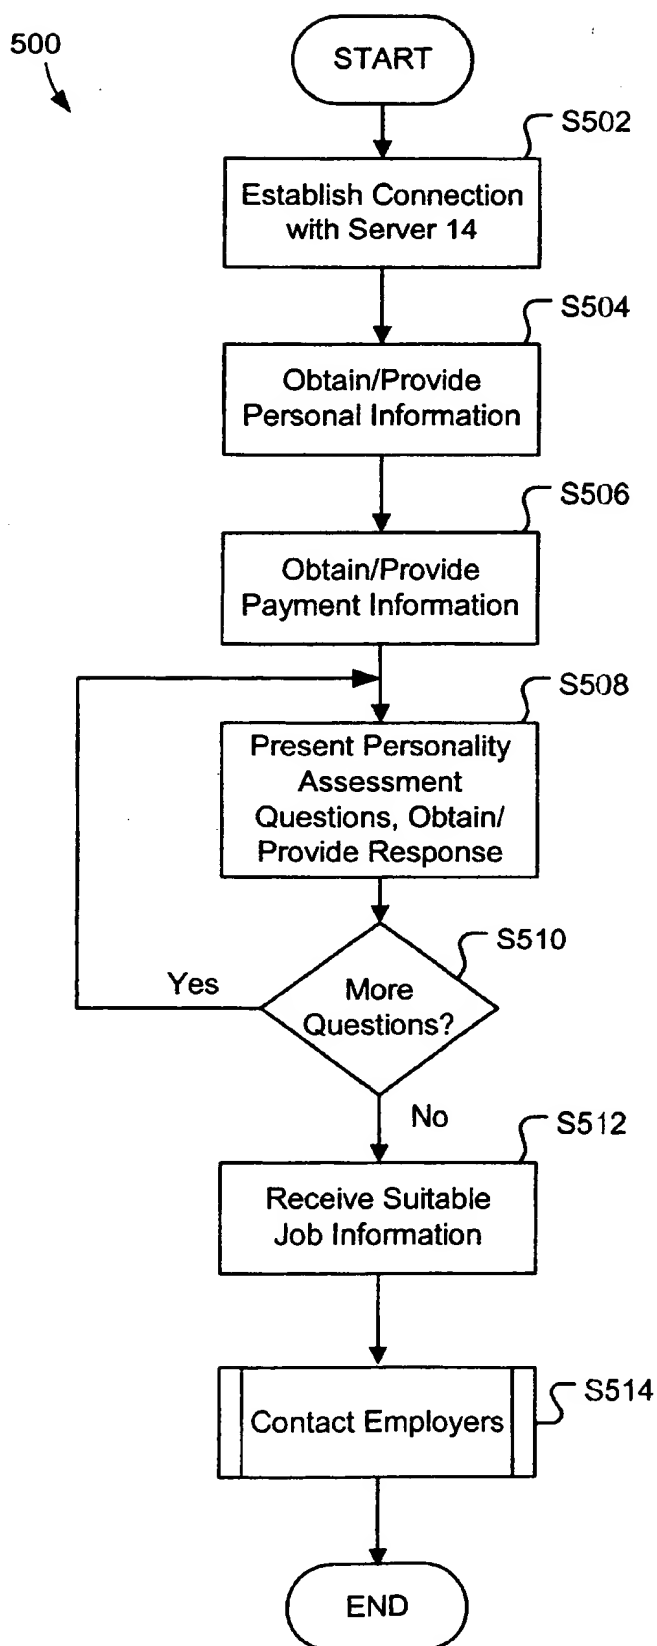 500
START
S502
Establish Connection
with Server 14
S504
Obtain/Provide
Personal Information
S506
Obtain/Provide
Payment Information
S508
Present Personality
Assessment
Questions, Obtain/
Provide Response
S510
Yes
More
Questions?
No
S512
Receive Suitable
Job Information
S514
Contact Employers
END